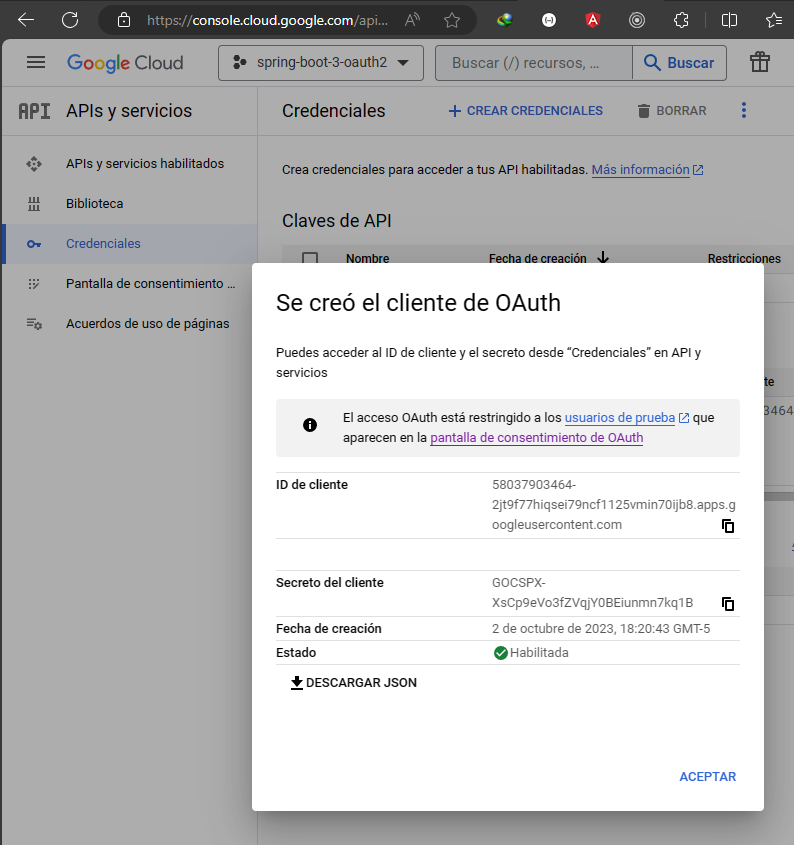 https://console.cloud.google.com/api...
Google Cloud
spring-boot-3-oauth2
Buscar (/) recursos, ...
Buscar
API APIs y servicios
Credenciales
+ CREAR CREDENCIALES
BORRAR
APIs y servicios habilitados
Biblioteca
Credenciales
Pantalla de consentimiento ...
Acuerdos de uso de páginas
Crea credenciales para acceder a tus API habilitadas. Más información
Claves de API
Nombre Fecha de creación Restricciones
te
3464
Se creó el cliente de OAuth
Puedes acceder al ID de cliente y el secreto desde “Credenciales” en API y
servicios
El acceso OAuth está restringido a los usuarios de prueba que
aparecen en la pantalla de consentimiento de OAuth
ID de cliente 58037903464-
2jt9f77hiqsei79ncf1125vmin70ijb8.apps.g
oogleusercontent.com
Secreto del cliente GOCSPX-
XsCp9eVo3fZVqjY0BEiunmn7kq1B
Fecha de creación 2 de octubre de 2023, 18:20:43 GMT-5
Estado Habilitada
DESCARGAR JSON
ACEPTAR